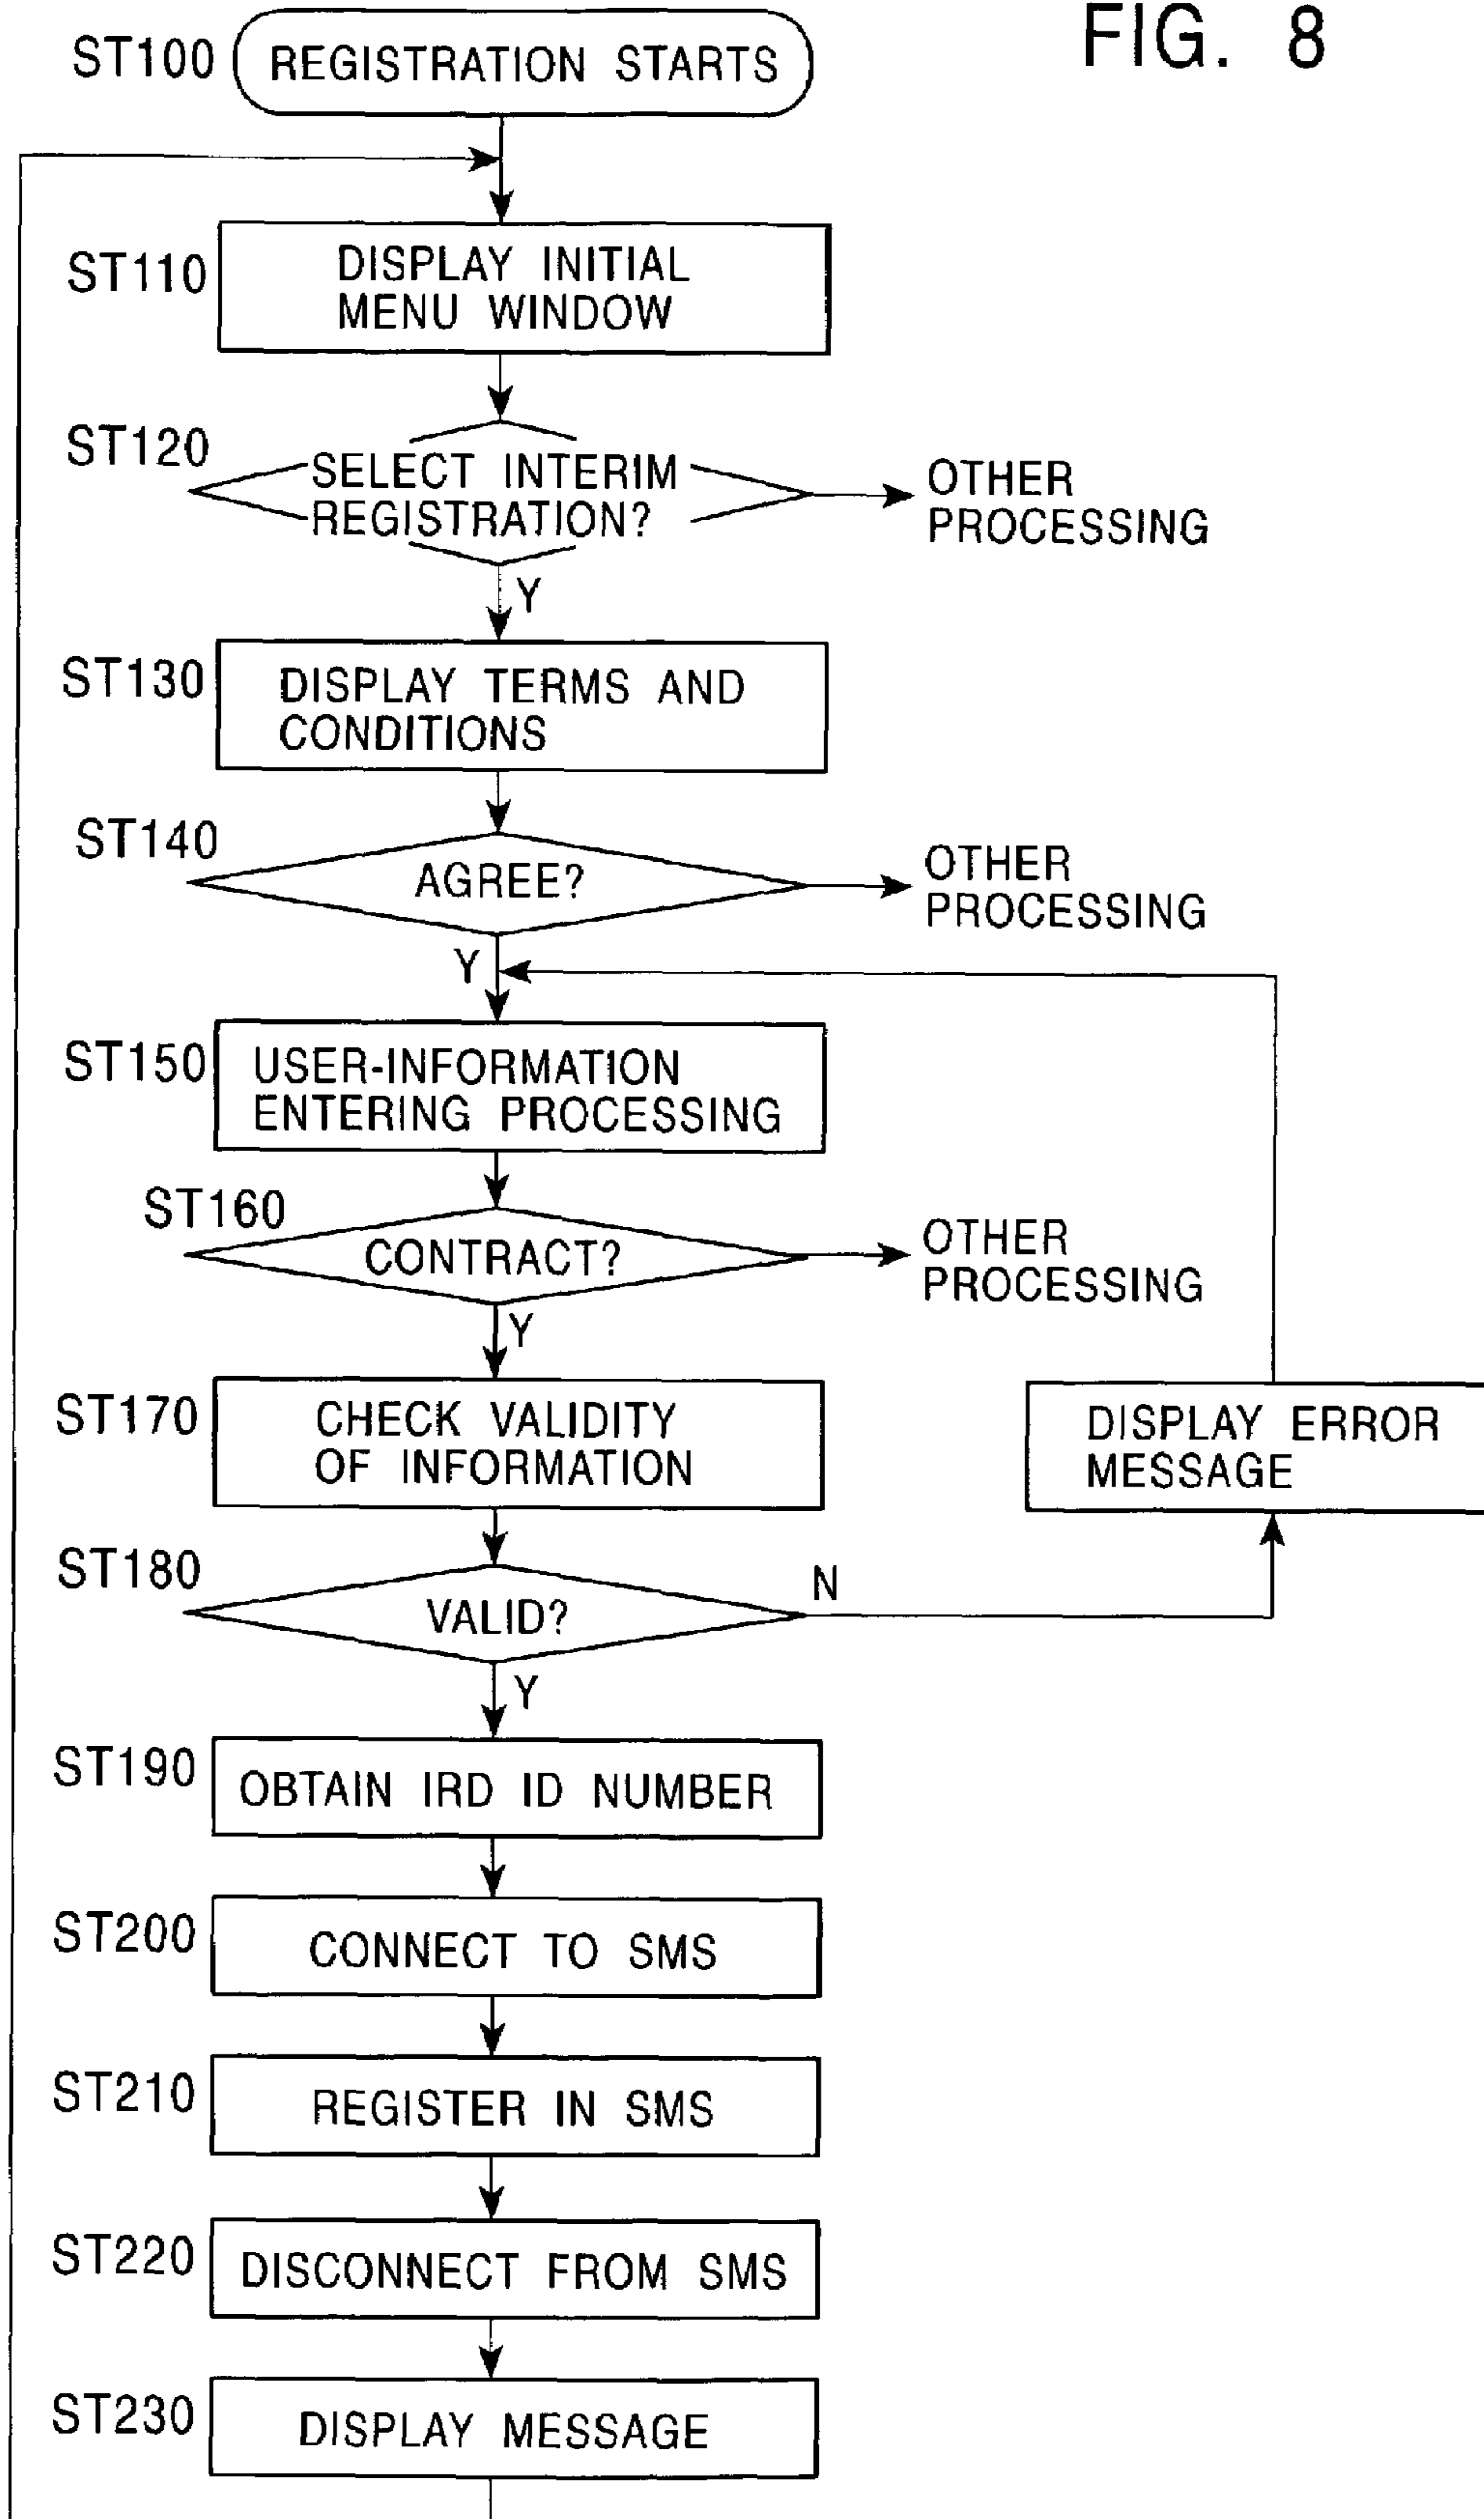 FIG. 8
ST100
REGISTRATION STARTS
ST110
DISPLAY INITIAL
MENU WINDOW
ST120
SELECT INTERIM
REGISTRATION?
OTHER
PROCESSING
Y
ST130
DISPLAY TERMS AND
CONDITIONS
ST140
AGREE?
OTHER
PROCESSING
Y
ST150
USER-INFORMATION
ENTERING PROCESSING
ST160
CONTRACT?
OTHER
PROCESSING
Y
ST170
CHECK VALIDITY
OF INFORMATION
DISPLAY ERROR
MESSAGE
ST180
VALID?
N
Y
ST190
OBTAIN IRD ID NUMBER
ST200
CONNECT TO SMS
ST210
REGISTER IN SMS
ST220
DISCONNECT FROM SMS
ST230
DISPLAY MESSAGE